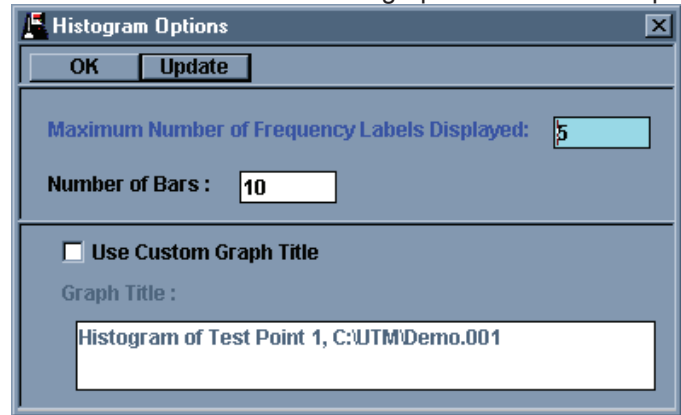 Histogram Options
OK Update
Maximum Number of Frequency Labels Displayed: 5
Number of Bars : 10
Use Custom Graph Title
Graph Title :
Histogram of Test Point 1, C:\UTM\Demo.001